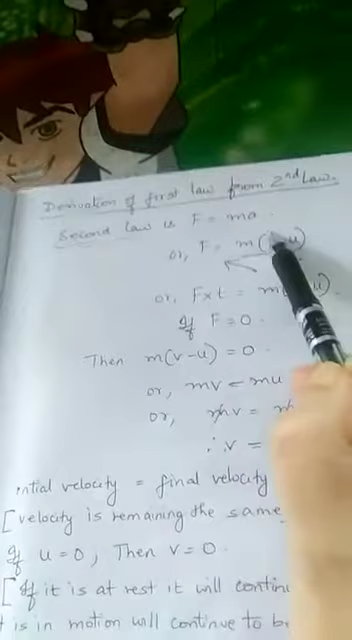 Derivation of first law from 2nd Law.
Second law is F = ma.
or, F = m( u)
or, F x t = m( u).
If F = 0.
Then m(v-u) = 0
or, mv = mu
or, mv = m
∴ v =
ntial velocity = final velocity
[velocity is remaining the same
If u = 0, Then v = 0.
[If it is at rest it will contin
t is in motion will continue to be